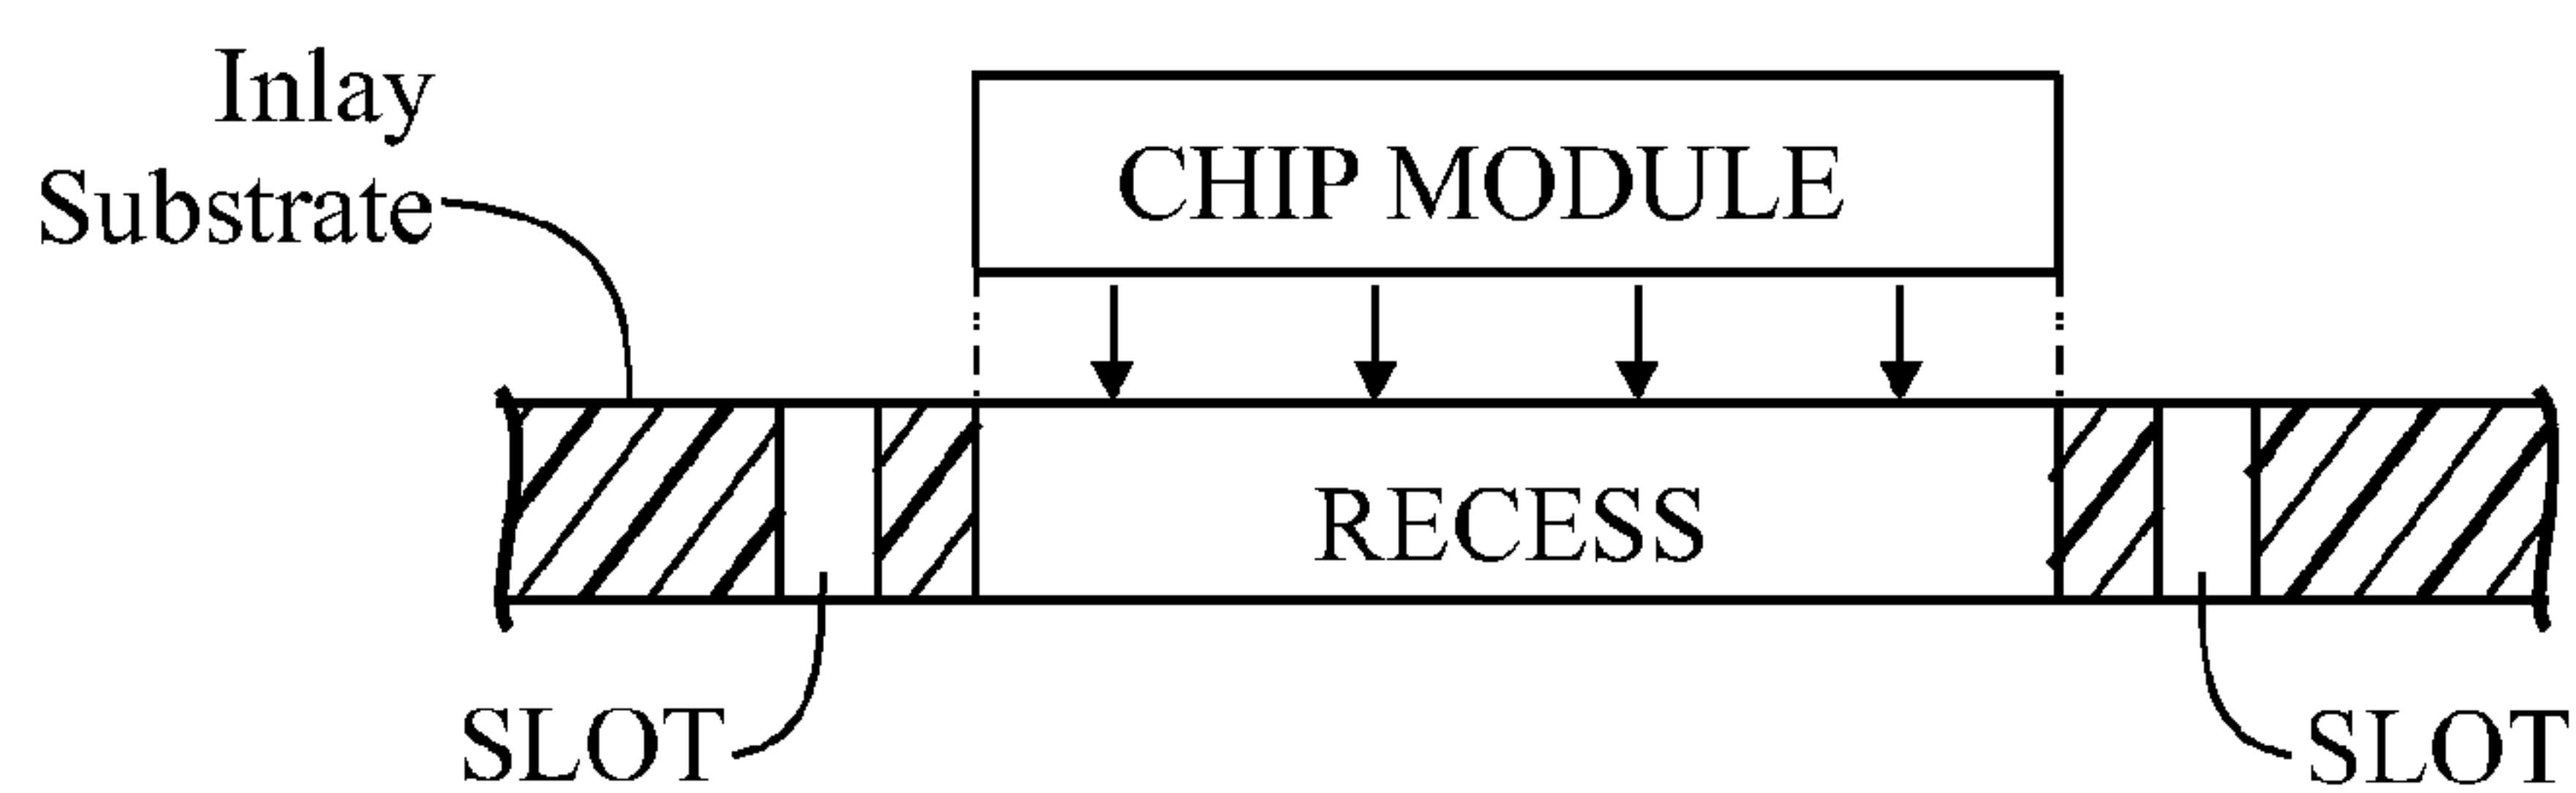 Inlay
Substrate
CHIP MODULE
RECESS
SLOT
SLOT